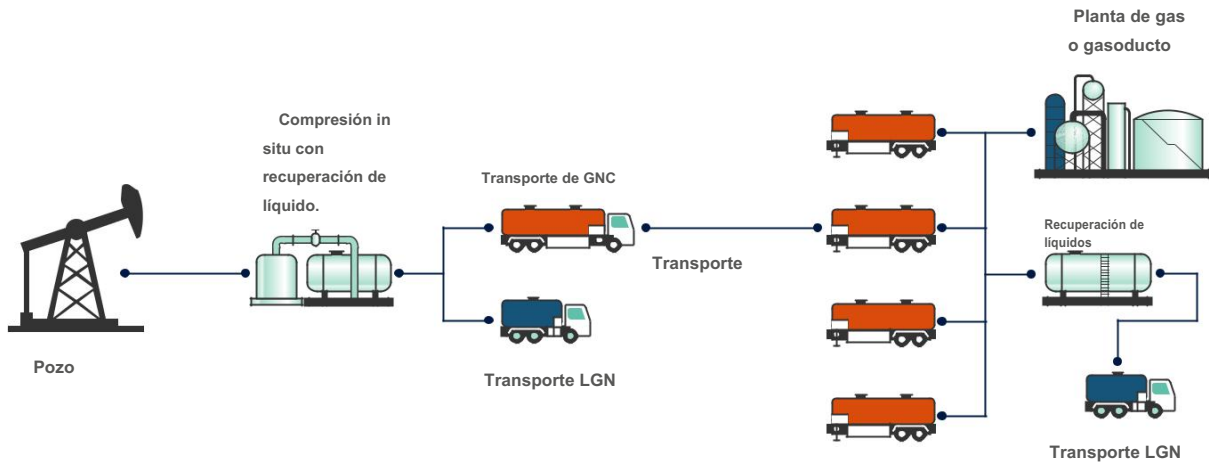 Planta de gas
o gasoducto
Compresión in
situ con
recuperación de
líquido.
Transporte de GNC
Recuperación de
líquidos
Transporte
Pozo
Transporte LGN
Transporte LGN